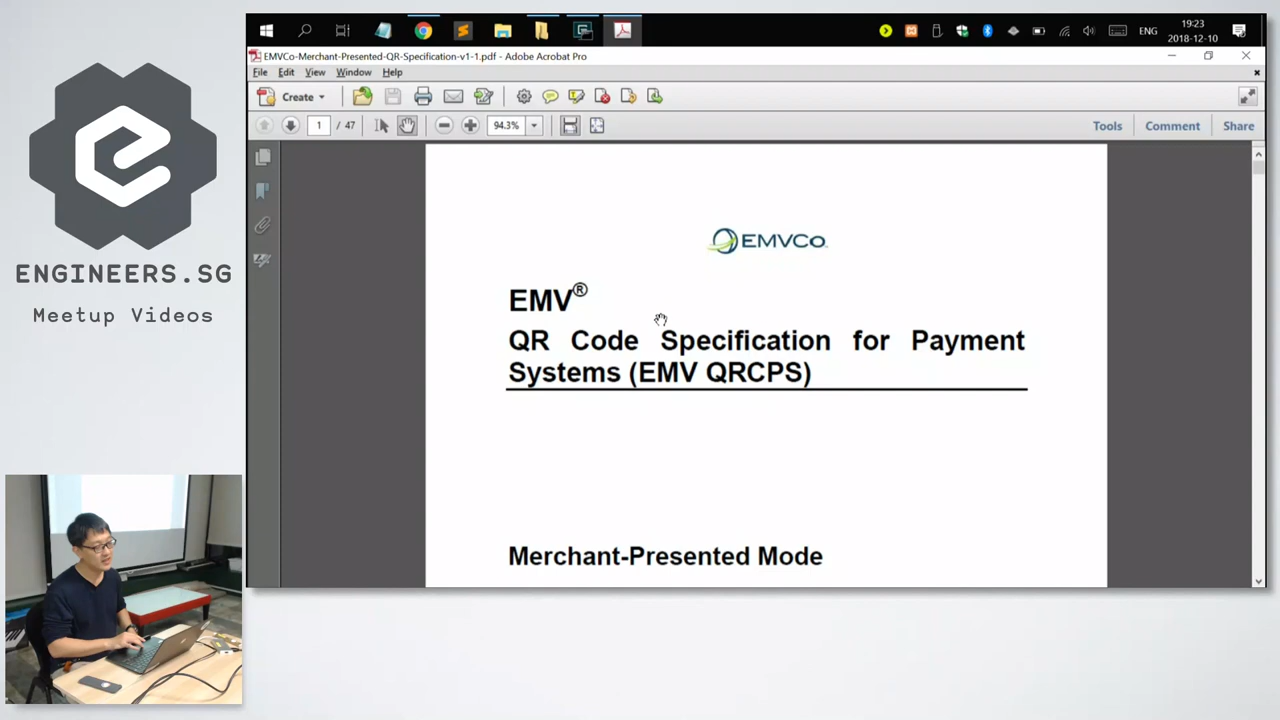 ENGINEERS.SG
Meetup Videos
19:23
ENG
2018-12-10
EMVCo-Merchant-Presented-QR-Specification-v1-1.pdf - Adobe Acrobat Pro
File Edit View Window Help
Create
1 / 47 94.3% Tools Comment Share
EMVCo
EMV®
QR Code Specification for Payment
Systems (EMV QRCPS)
Merchant-Presented Mode